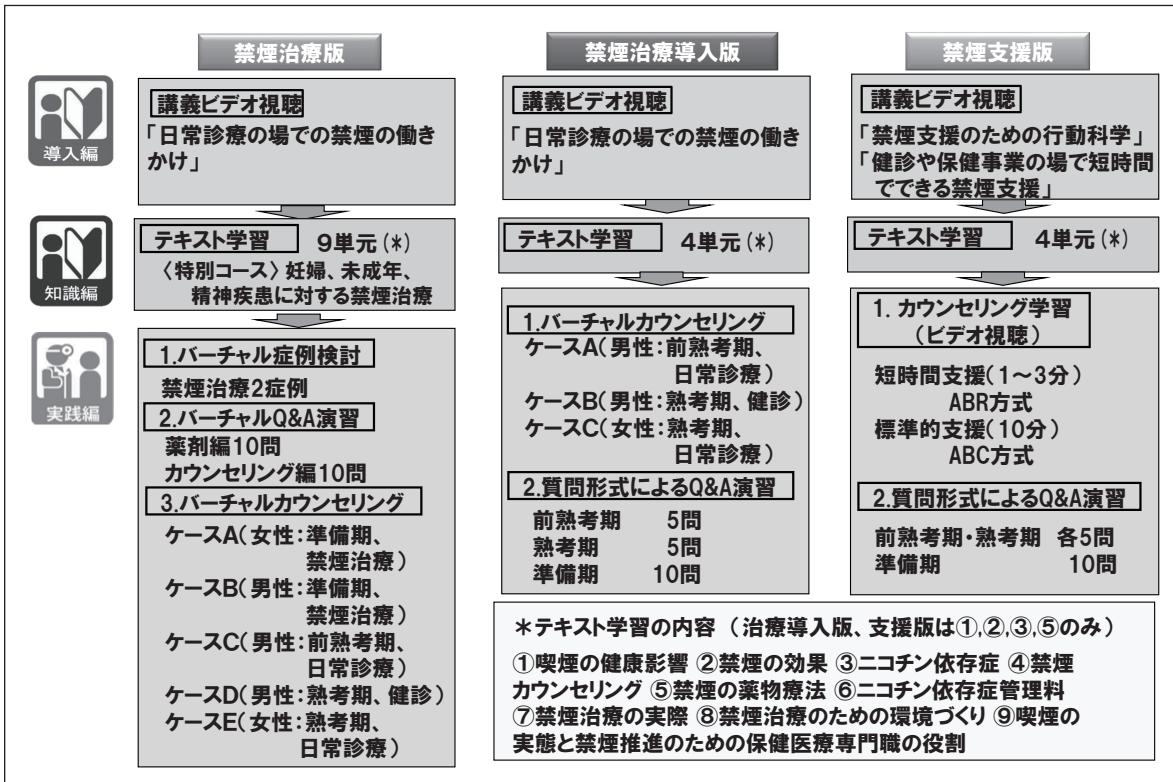 禁煙治療版
禁煙治療導入版
禁煙支援版
導入編
知識編
実践編
講義ビデオ視聴
「日常診療の場での禁煙の働き
かけ」
テキスト学習 9単元(*)
〈特別コース〉妊婦、未成年、
精神疾患に対する禁煙治療
1.バーチャル症例検討
禁煙治療2症例
2.バーチャルQ&A演習
薬剤編10問
カウンセリング編10問
3.バーチャルカウンセリング
ケースA(女性:準備期、
禁煙治療)
ケースB(男性:準備期、
禁煙治療)
ケースC(男性:前熟考期、
日常診療)
ケースD(男性:熟考期、健診)
ケースE(女性:熟考期、
日常診療)
講義ビデオ視聴
「日常診療の場での禁煙の働き
かけ」
テキスト学習 4単元(*)
1.バーチャルカウンセリング
ケースA(男性:前熟考期、
日常診療)
ケースB(男性:熟考期、健診)
ケースC(女性:熟考期、
日常診療)
2.質問形式によるQ&A演習
前熟考期 5問
熟考期 5問
準備期 10問
講義ビデオ視聴
「禁煙支援のための行動科学」
「健診や保健事業の場で短時間
でできる禁煙支援」
テキスト学習 4単元(*)
1. カウンセリング学習
(ビデオ視聴)
短時間支援(1~3分)
ABR方式
標準的支援(10分)
ABC方式
2.質問形式によるQ&A演習
前熟考期・熟考期 各5問
準備期 10問
*テキスト学習の内容 (治療導入版、支援版は①,②,③,⑤のみ)
①喫煙の健康影響 ②禁煙の効果 ③ニコチン依存症 ④禁煙
カウンセリング ⑤禁煙の薬物療法 ⑥ニコチン依存症管理料
⑦禁煙治療の実際 ⑧禁煙治療のための環境づくり ⑨喫煙の
実態と禁煙推進のための保健医療専門職の役割